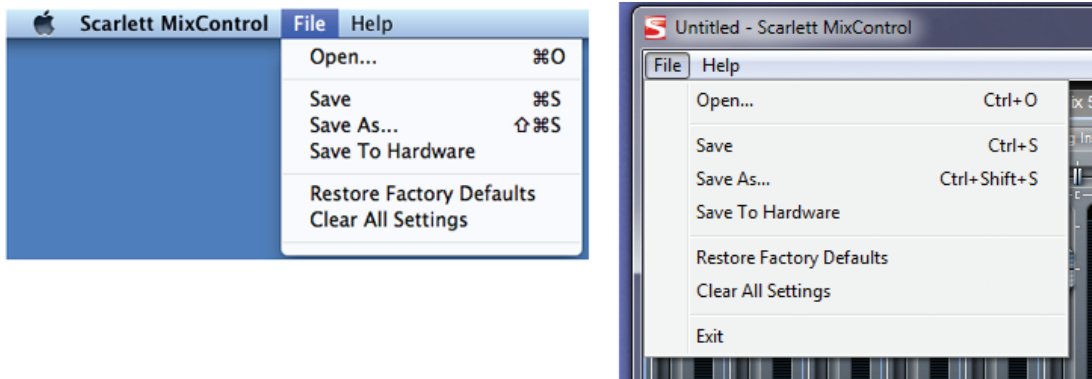 Scarlett MixControl File Help
Open... ⌘O
Save ⌘S
Save As... ⇧⌘S
Save To Hardware
Restore Factory Defaults
Clear All Settings
Untitled - Scarlett MixControl
File Help
Open... Ctrl+O
Save Ctrl+S
Save As... Ctrl+Shift+S
Save To Hardware
Restore Factory Defaults
Clear All Settings
Exit